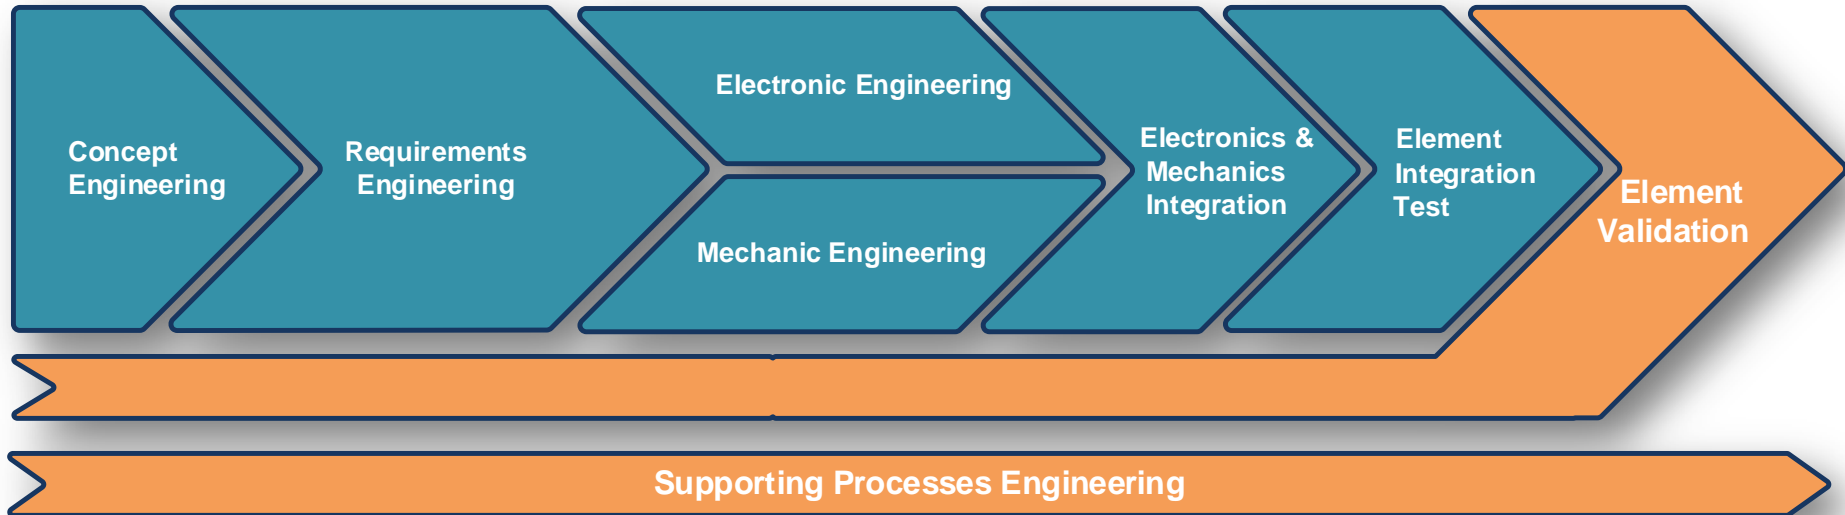 Concept
Engineering
Requirements
Engineering
Electronic Engineering
Mechanic Engineering
Electronics &
Mechanics
Integration
Element
Integration
Test
Element
Validation
Supporting Processes Engineering